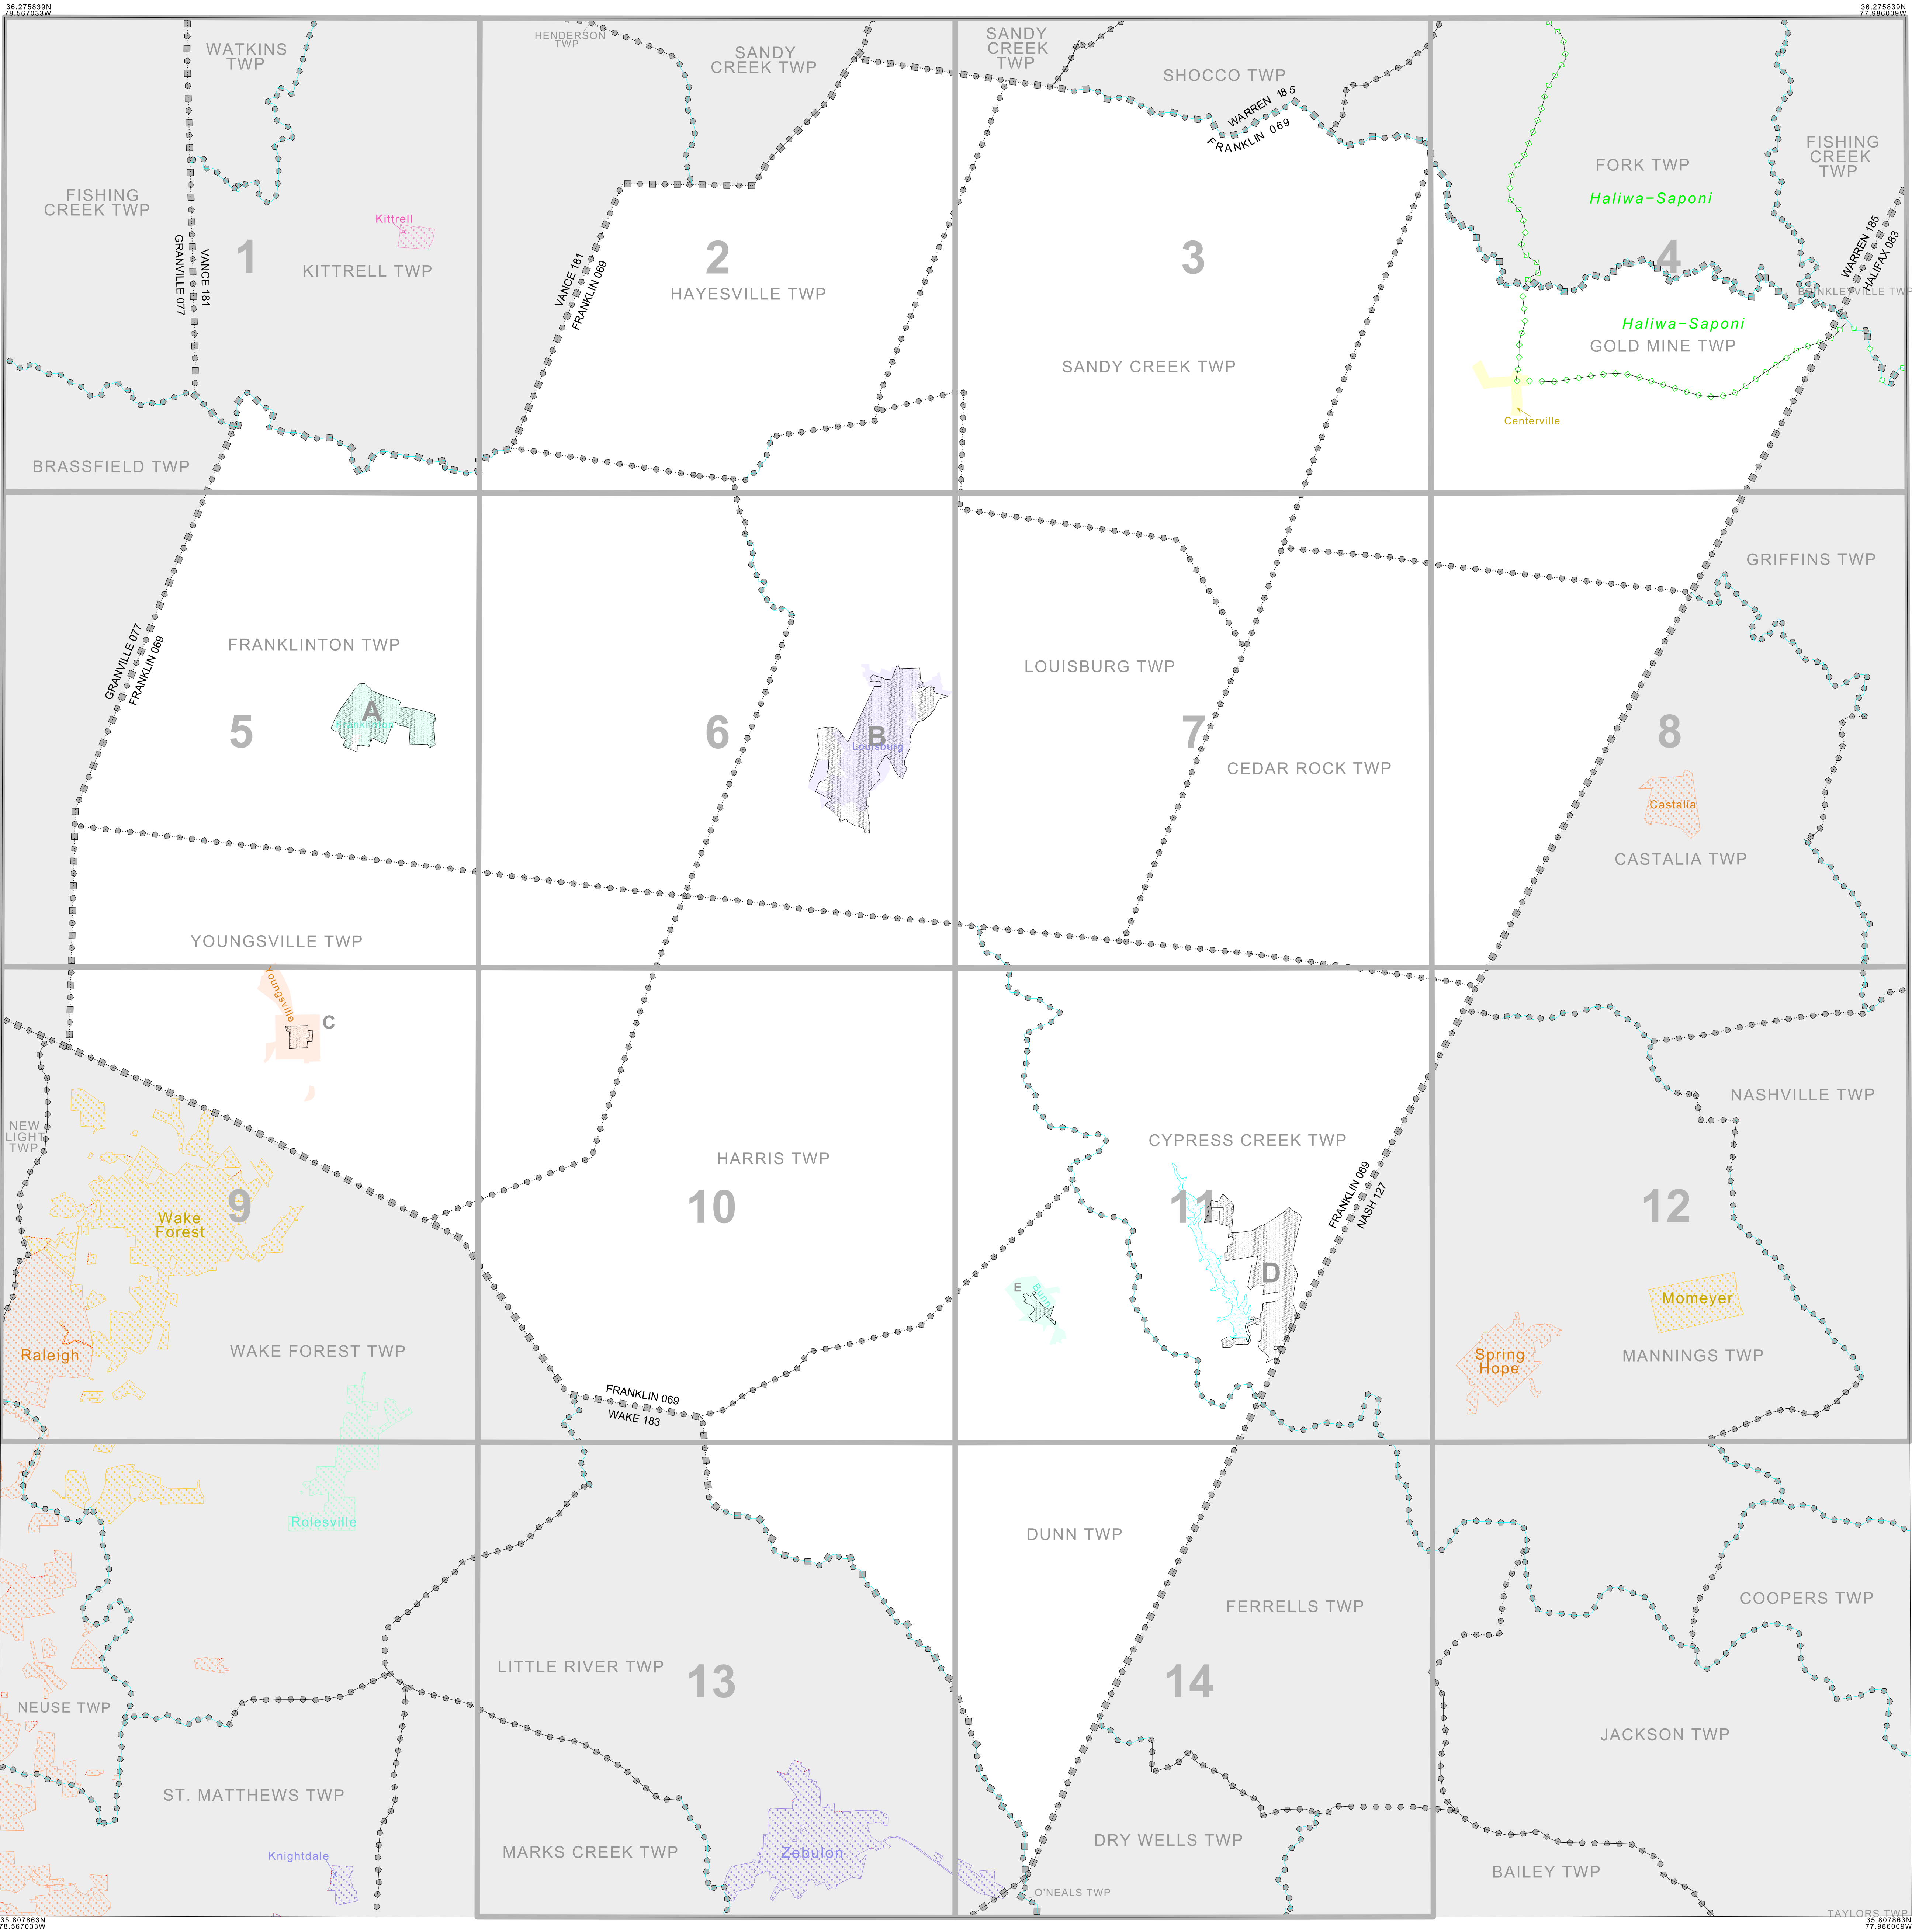 36.275839N
78.567033W
36.275839N
77.986009W
HENDERSON
TWP
SANDY
CREEK TWP
SANDY
CREEK
TWP
WATKINS
TWP
SHOCCO TWP
WARREN 185
FRANKLIN 069
FORK TWP
Haliwa-Saponi
FISHING
CREEK
TWP
FISHING
CREEK TWP
GRANVILLE 077
VANCE 181
1
Kittrell
KITTRELL TWP
VANCE 181
FRANKLIN 069
2
HAYESVILLE TWP
3
SANDY CREEK TWP
4
WARREN 185
HALIFAX 083
BRINKLEYVILLE TWP
Haliwa-Saponi
GOLD MINE TWP
Centerville
BRASSFIELD TWP
GRIFFINS TWP
GRANVILLE 077
FRANKLIN 069
FRANKLINTON TWP
5
A
Franklinton
6
B
Louisburg
LOUISBURG TWP
7
CEDAR ROCK TWP
8
Castalia
CASTALIA TWP
YOUNGSVILLE TWP
Youngsville
C
NEW
LIGHT
TWP
9
Wake
Forest
Raleigh
WAKE FOREST TWP
HARRIS TWP
10
CYPRESS CREEK TWP
11
D
E
Bunn
FRANKLIN 069
NASH 127
NASHVILLE TWP
12
Momeyer
Spring
Hope
MANNINGS TWP
FRANKLIN 069
WAKE 183
Rolesville
DUNN TWP
FERRELLS TWP
COOPERS TWP
LITTLE RIVER TWP
13
14
NEUSE TWP
JACKSON TWP
ST. MATTHEWS TWP
Knightdale
MARKS CREEK TWP
Zebulon
DRY WELLS TWP
BAILEY TWP
O'NEALS TWP
TAYLORS TWP
35.807863N
78.567033W
35.807863N
77.986009W